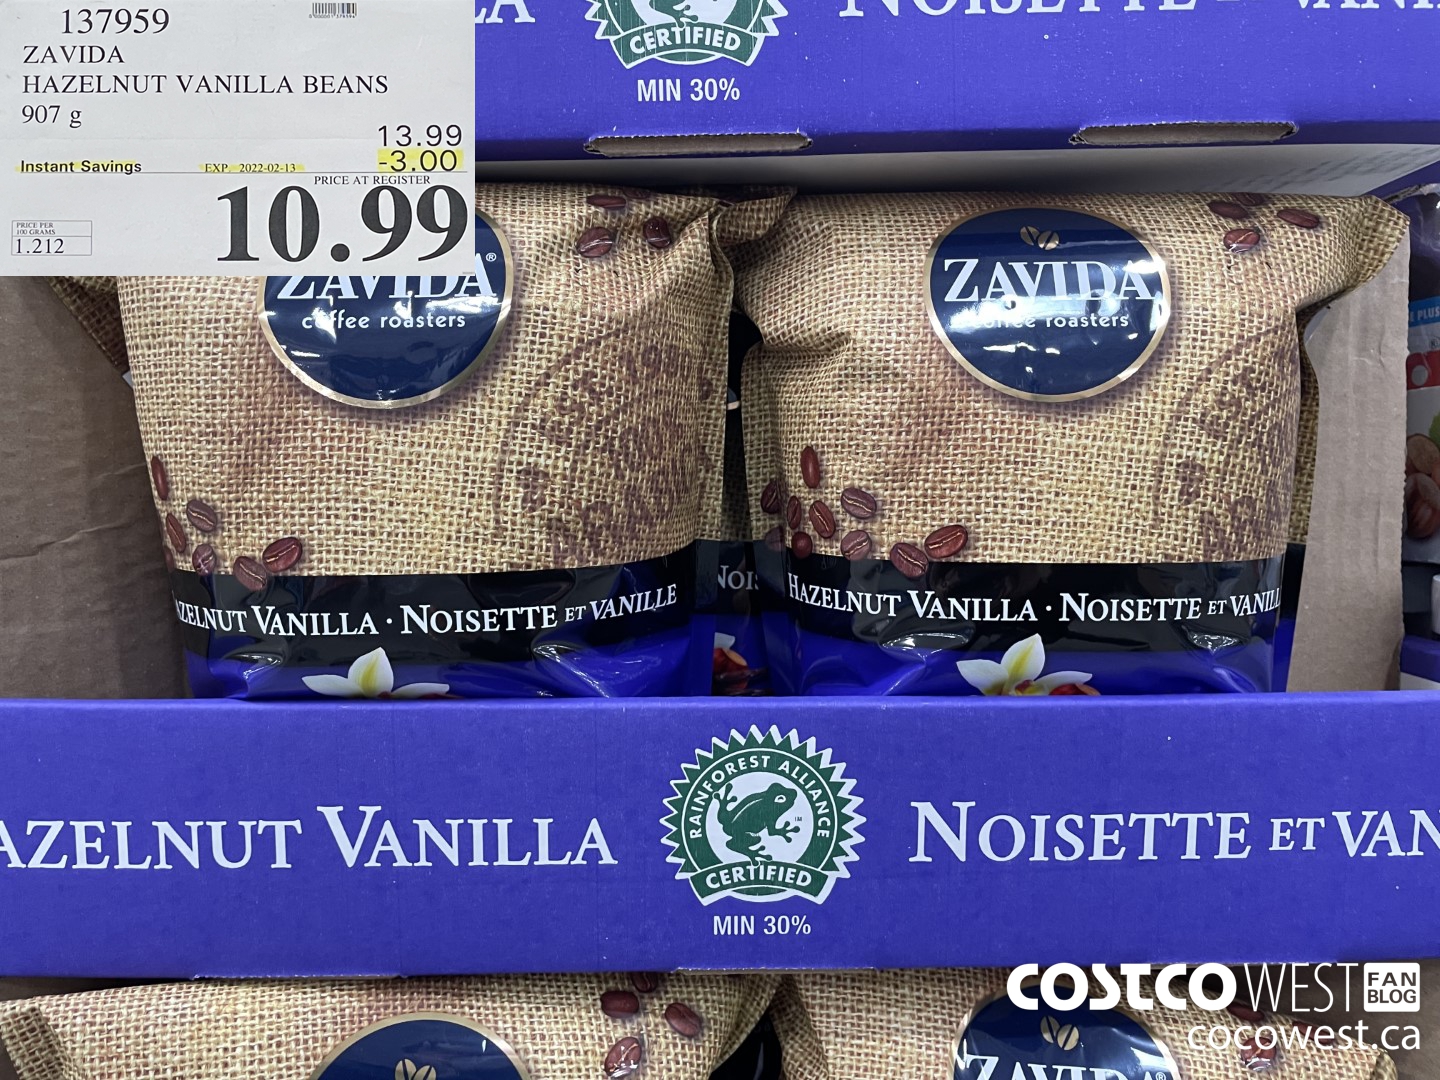 137959
ZAVIDA
HAZELNUT VANILLA BEANS
907 g
13.99
Instant Savings EXP. 2022-02-13 -3.00
PRICE AT REGISTER
10.99
PRICE PER
100 GRAMS
1.212
CERTIFIED
MIN 30%
ZAVIDA®
coffee roasters
ZAVIDA
coffee roasters
AZELNUT VANILLA · NOISETTE ET VANILLE
NOIS
HAZELNUT VANILLA · NOISETTE ET VANILL
AZELNUT VANILLA
RAINFOREST ALLIANCE
TM
CERTIFIED
MIN 30%
NOISETTE ET VAN
COSTCO WEST FAN
BLOG
cocowest.ca
ZAVIDA®